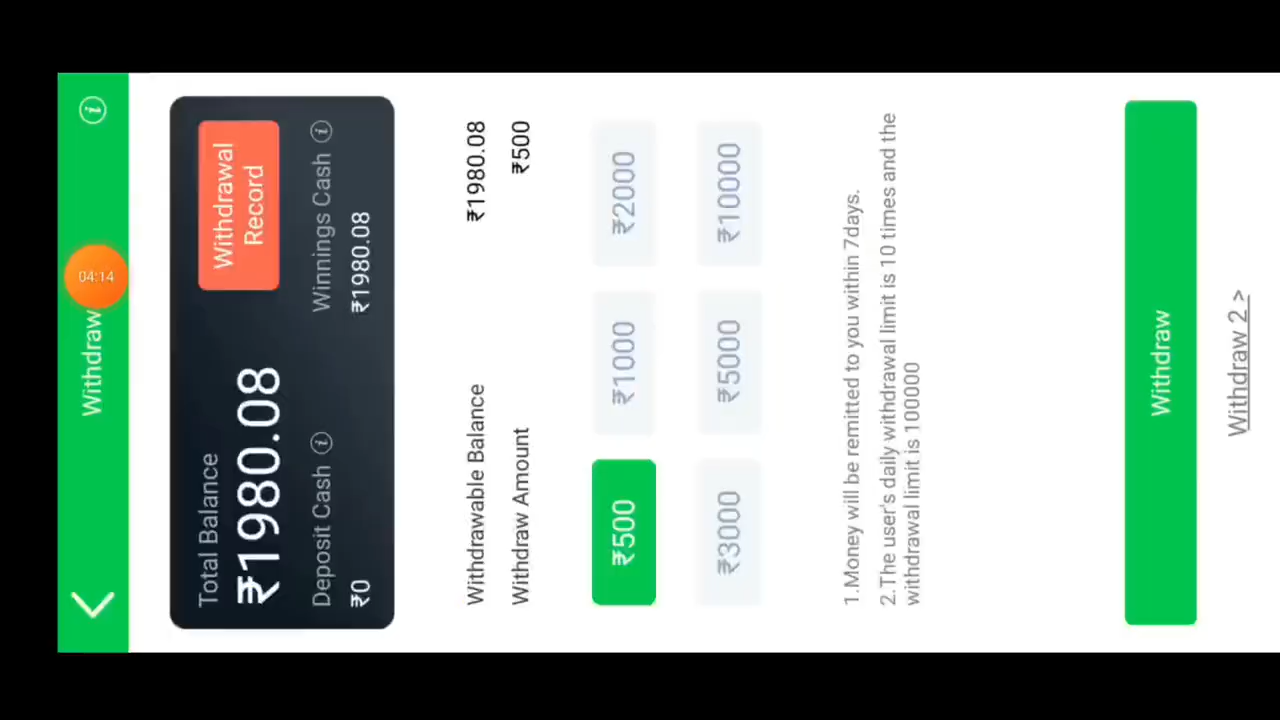 Withdraw
04:14
Total Balance
₹1980.08
Withdrawal
Record
Deposit Cash
Winnings Cash
₹0
₹1980.08
Withdrawable Balance ₹1980.08
Withdraw Amount ₹500
₹500 ₹1000 ₹2000
₹3000 ₹5000 ₹10000
1.Money will be remitted to you within 7days.
2.The user's daily withdrawal limit is 10 times and the
withdrawal limit is 100000
Withdraw
Withdraw 2 >